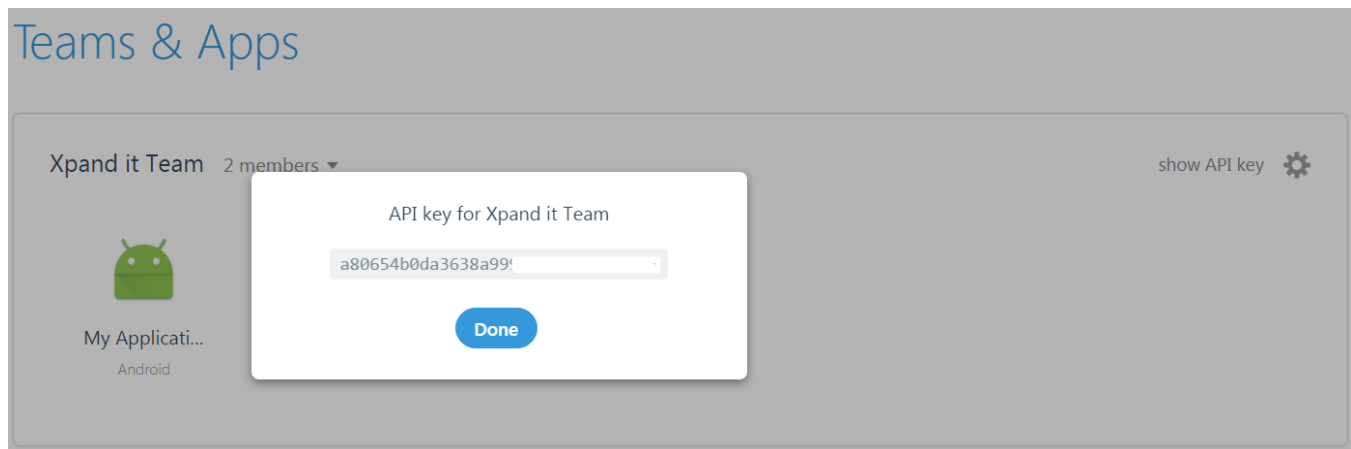 Teams & Apps
Xpand it Team 2 members
show API key
API key for Xpand it Team
a80654b0da3638a99
Done
My Applicati...
Android